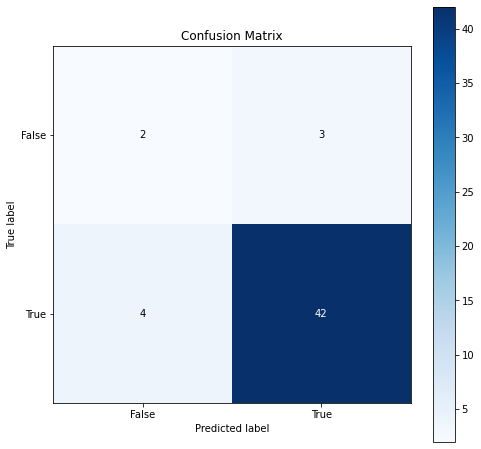 Confusion Matrix
40
35
30
25
20
15
10
5
True label
False
True
2
3
4
42
False
True
Predicted label